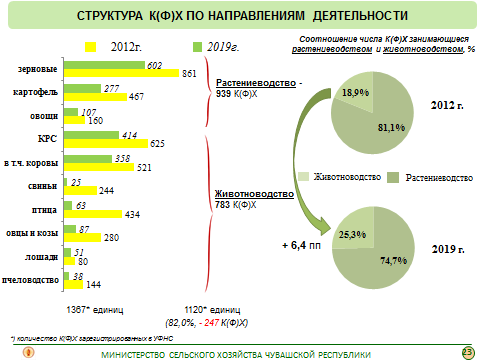 СТРУКТУРА К(Ф)Х ПО НАПРАВЛЕНИЯМ ДЕЯТЕЛЬНОСТИ
2012г.
2019г.
зерновые
602
861
картофель
277
467
овощи
107
160
КРС
414
625
в т.ч. коровы
358
521
свиньи
25
244
птица
63
434
овцы и козы
87
280
лошади
51
80
пчеловодство
38
144
Растениеводство -
939 К(Ф)Х
Животноводство
783 К(Ф)Х
1367* единиц
1120* единиц
(82,0%, - 247 К(Ф)Х)
Соотношение числа К(Ф)Х занимающиеся
растениеводством и животноводством, %
18,9%
81,1%
2012 г.
Животноводство
Растениеводство
+ 6,4 пп
25,3%
74,7%
2019 г.
*) количество К(Ф)Х зарегистрированных в УФНС
МИНИСТЕРСТВО СЕЛЬСКОГО ХОЗЯЙСТВА ЧУВАШСКОЙ РЕСПУБЛИКИ
23